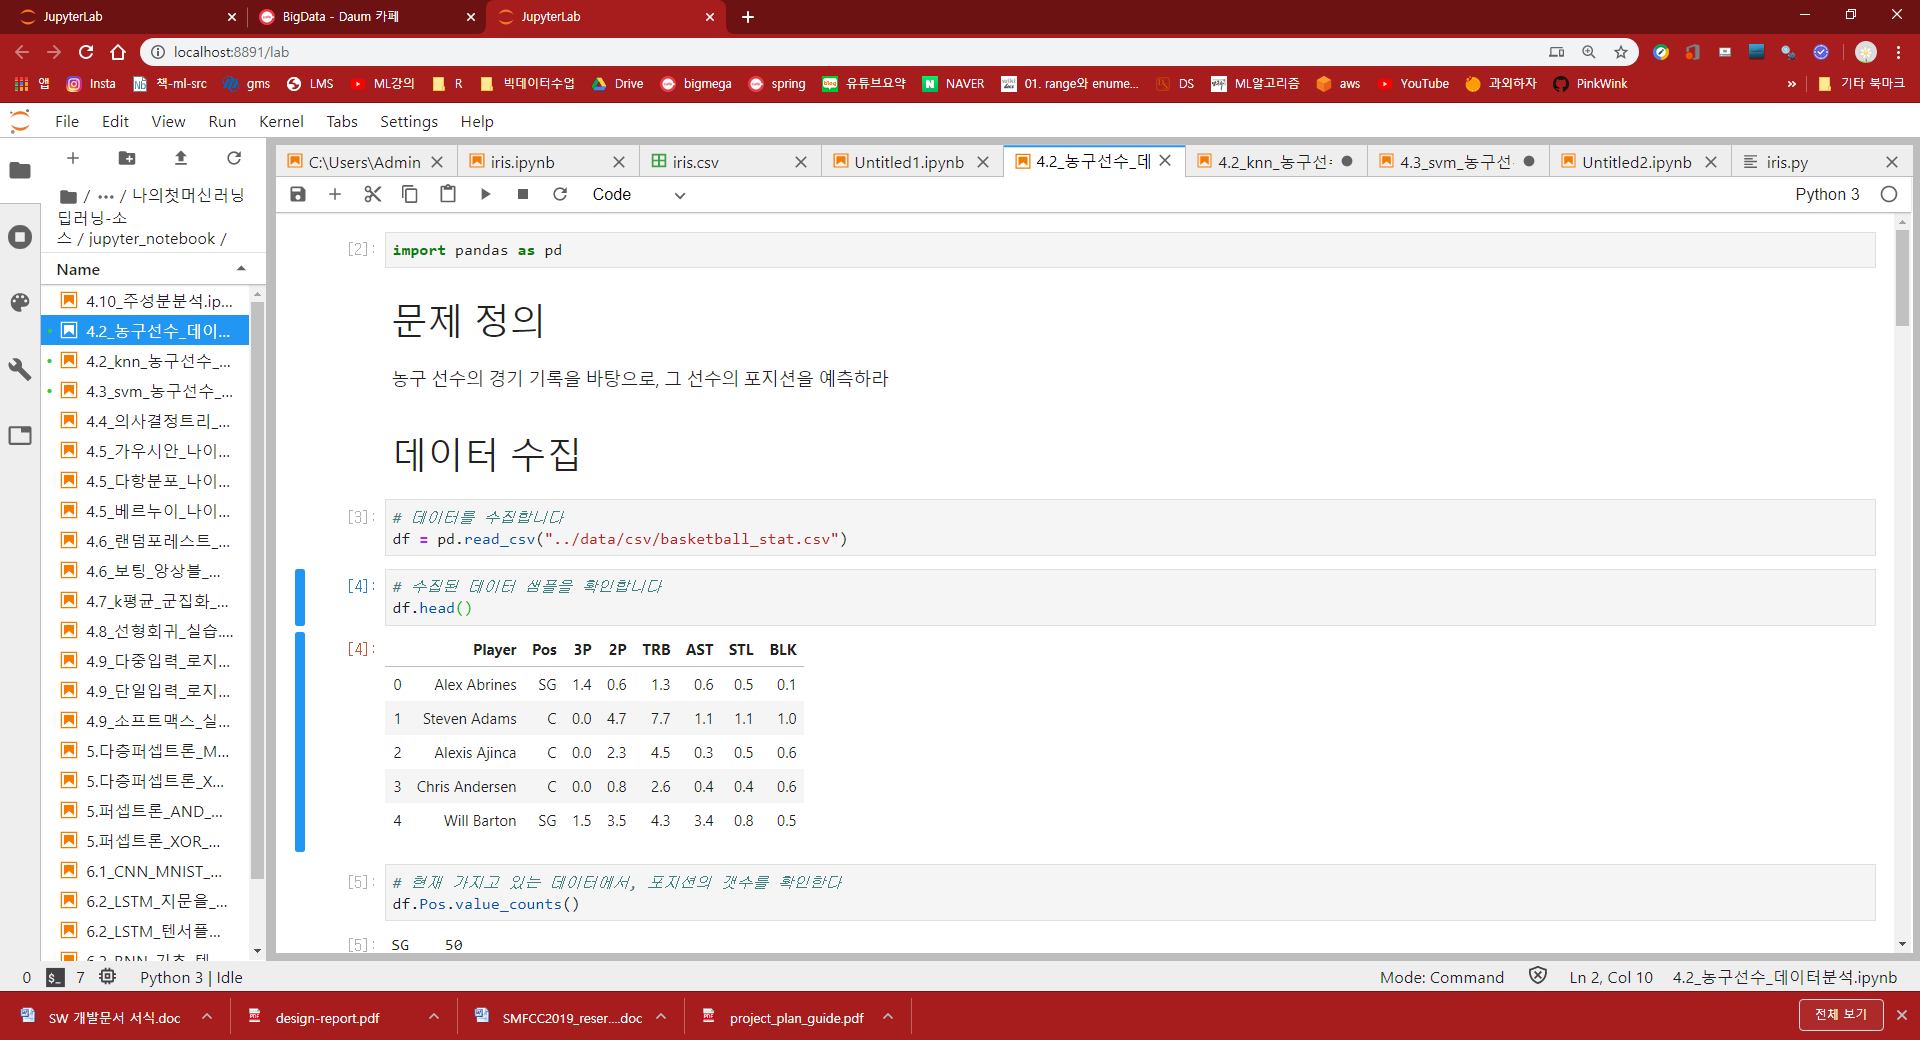 JupyterLab
BigData - Daum 카페
JupyterLab
localhost:8891/lab
앱
Insta
책-ml-src
gms
LMS
ML강의
R
빅데이터수업
Drive
bigmega
spring
유튜브요약
NAVER
01. range와 enume...
DS
ML알고리즘
aws
YouTube
과외하자
PinkWink
»
기타 북마크
File Edit View Run Kernel Tabs Settings Help
/ ··· / 나의첫머신러닝
딥러닝-소
스 / jupyter_notebook /
Name
4.10_주성분분석.ip...
4.2_농구선수_데이...
4.2_knn_농구선수_...
4.3_svm_농구선수_...
4.4_의사결정트리_...
4.5_가우시안_나이...
4.5_다항분포_나이...
4.5_베르누이_나이...
4.6_랜덤포레스트_...
4.6_보팅_앙상블_...
4.7_k평균_군집화_...
4.8_선형회귀_실습....
4.9_다중입력_로지...
4.9_단일입력_로지...
4.9_소프트맥스_실...
5.다층퍼셉트론_M...
5.다층퍼셉트론_X...
5.퍼셉트론_AND_...
5.퍼셉트론_XOR_...
6.1_CNN_MNIST_...
6.2_LSTM_지문을_...
6.2_LSTM_텐서플...
C:\Users\Admin
iris.ipynb
iris.csv
Untitled1.ipynb
4.2_농구선수_데
4.2_knn_농구선
4.3_svm_농구선
Untitled2.ipynb
iris.py
Code
Python 3
[2]: import pandas as pd
문제 정의
농구 선수의 경기 기록을 바탕으로, 그 선수의 포지션을 예측하라
데이터 수집
[3]: # 데이터를 수집합니다
df = pd.read_csv("../data/csv/basketball_stat.csv")
[4]: # 수집된 데이터 샘플을 확인합니다
df.head()
[4]: Player Pos 3P 2P TRB AST STL BLK
0 Alex Abrines SG 1.4 0.6 1.3 0.6 0.5 0.1
1 Steven Adams C 0.0 4.7 7.7 1.1 1.1 1.0
2 Alexis Ajinca C 0.0 2.3 4.5 0.3 0.5 0.6
3 Chris Andersen C 0.0 0.8 2.6 0.4 0.4 0.6
4 Will Barton SG 1.5 3.5 4.3 3.4 0.8 0.5
[5]: # 현재 가지고 있는 데이터에서, 포지션의 갯수를 확인한다
df.Pos.value_counts()
[5]: SG 50
0 $_ 7 Python 3 | Idle
Mode: Command
Ln 2, Col 10
4.2_농구선수_데이터분석.ipynb
SW 개발문서 서식.doc
design-report.pdf
SMFCC2019_reser....doc
project_plan_guide.pdf
전체 보기